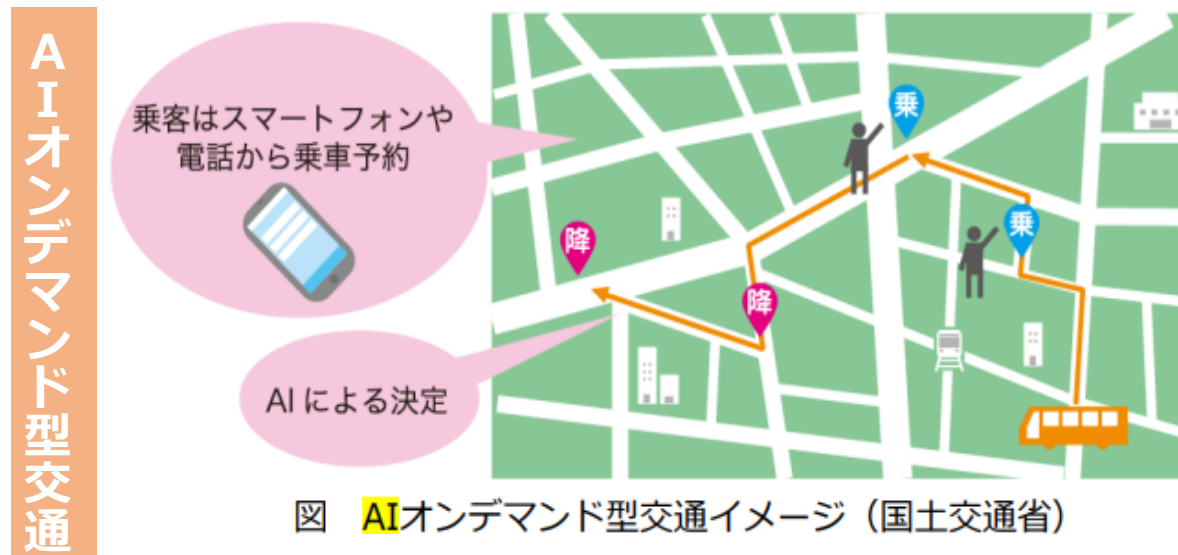 AIオンデマンド型交通
乗客はスマートフォンや
電話から乗車予約
乗
乗
降
降
AIによる決定
図　AIオンデマンド型交通イメージ（国土交通省）